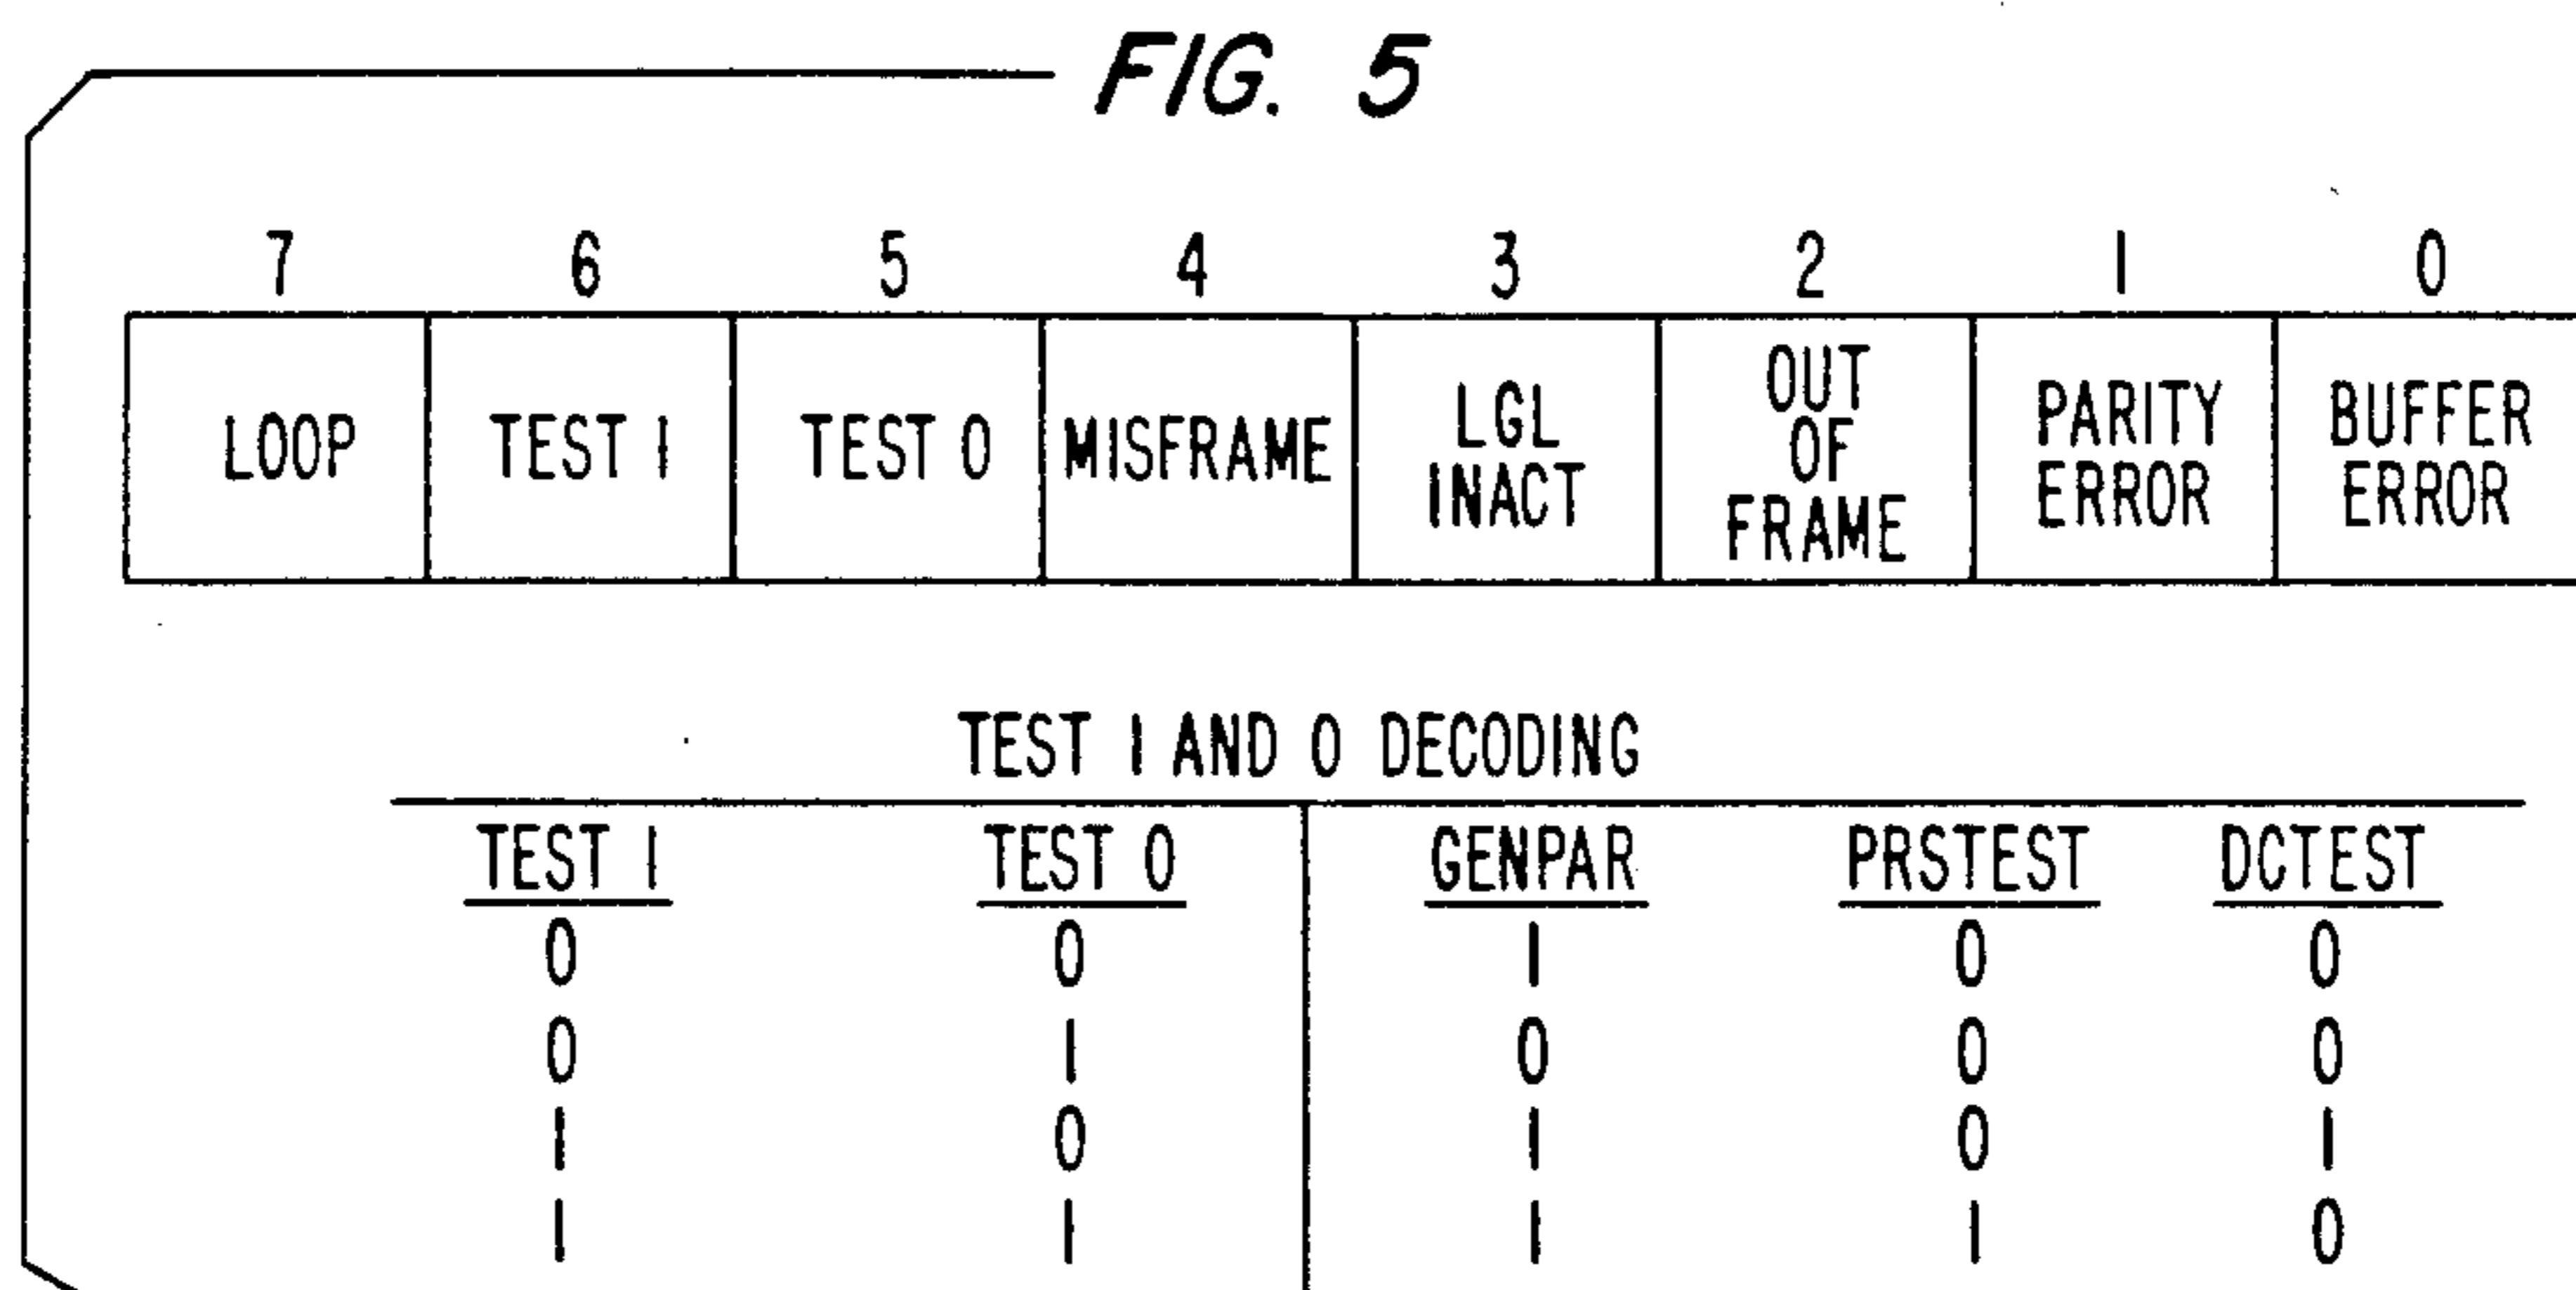 FIG. 5
7 6 5 4 3 2 1 0
LOOP TEST 1 TEST 0 MISFRAME LGL INACT OUT OF FRAME PARITY ERROR BUFFER ERROR
TEST 1 AND 0 DECODING
TEST 1 TEST 0 GENPAR PRSTEST DCTEST
0 0 1 0 0
0 1 0 0 0
1 0 1 0 1
1 1 1 1 0